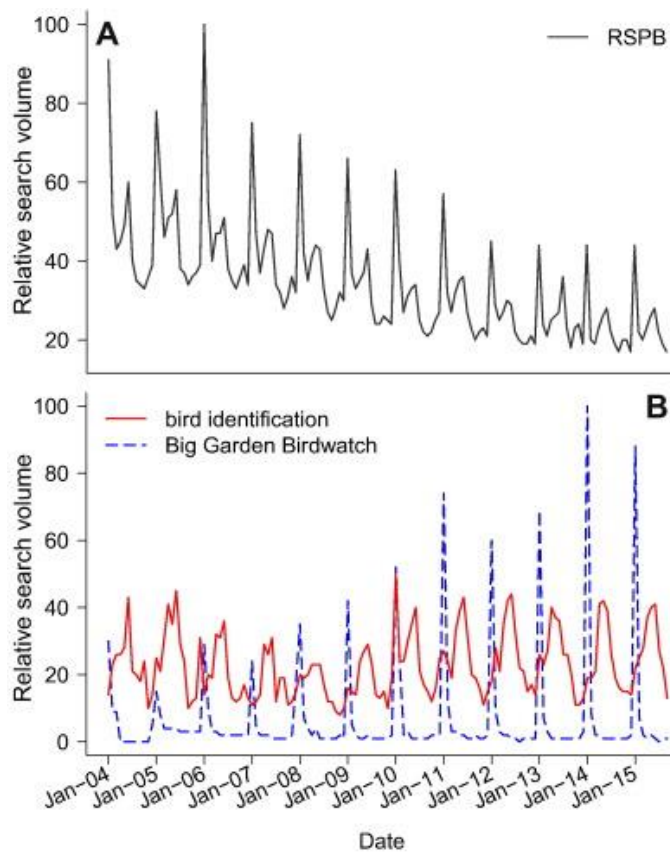 A
RSPB
Relative search volume
100
80
60
40
20
B
bird identification
Big Garden Birdwatch
Relative search volume
100
80
60
40
20
0
Jan−04
Jan−05
Jan−06
Jan−07
Jan−08
Jan−09
Jan−10
Jan−11
Jan−12
Jan−13
Jan−14
Jan−15
Date